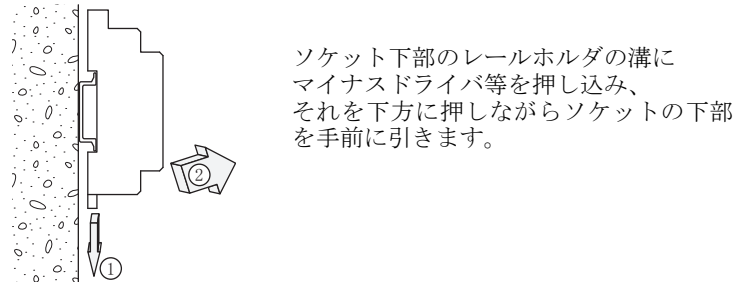 ソケット下部のレールホルダの溝に
マイナスドライバ等を押し込み、
それを下方に押しながらソケットの下部
を手前に引きます。
②
①